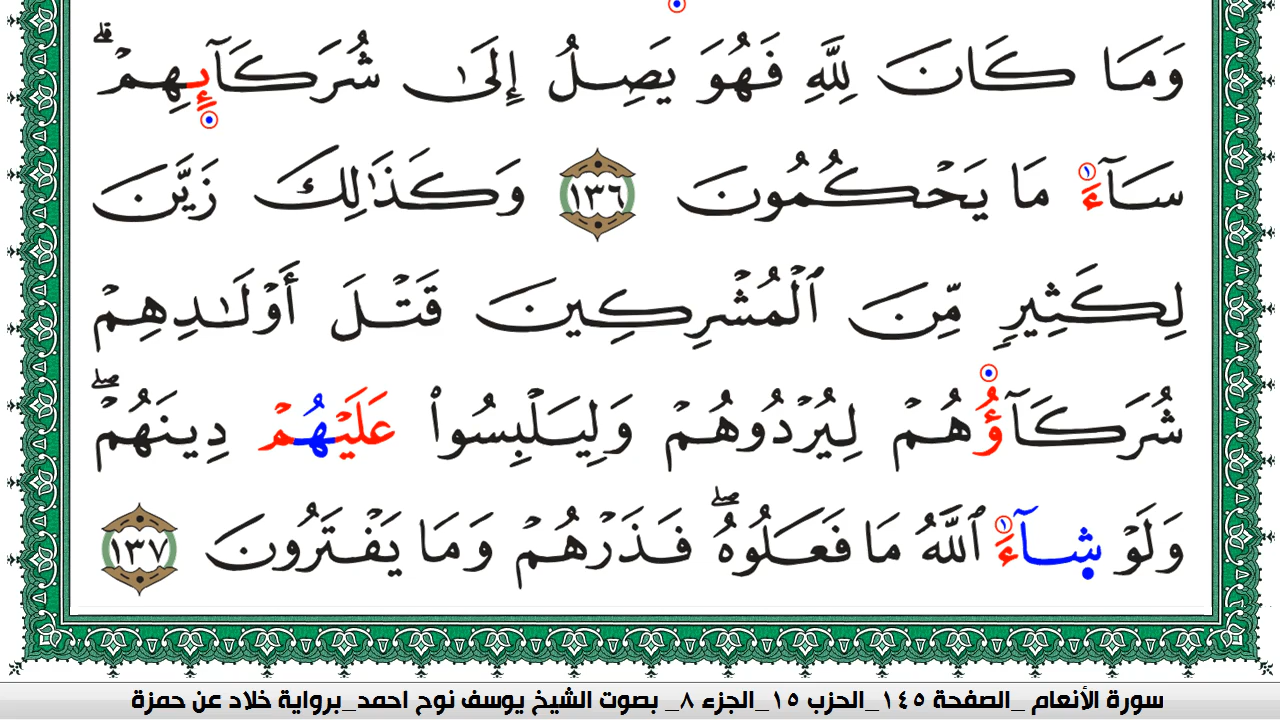 وَمَا كَانَ لِلَّهِ فَهُوَ يَصِلُ إِلَىٰ شُرَكَآئِهِمۡۗ
سَآءَ مَا يَحۡكُمُونَ ١٣٦ وَكَذَٰلِكَ زَيَّنَ
لِكَثِيرٖ مِّنَ ٱلۡمُشۡرِكِينَ قَتۡلَ أَوۡلَٰدِهِمۡ
شُرَكَآؤُهُمۡ لِيُرۡدُوهُمۡ وَلِيَلۡبِسُواْ عَلَيۡهُمۡ دِينَهُمۡۖ
وَلَوۡ شَآءَ ٱللَّهُ مَا فَعَلُوهُۖ فَذَرۡهُمۡ وَمَا يَفۡتَرُونَ ١٣٧
سورة الأنعام _الصفحة ١٤٥_الحزب ١٥_الجزء ٨_ بصوت الشيخ يوسف نوح احمد_برواية خلاد عن حمزة